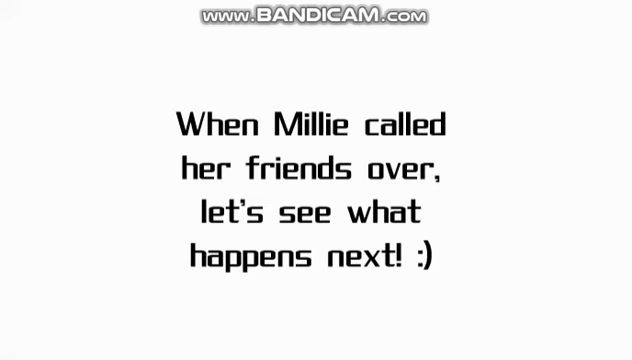 www.BANDICAM.com
When Millie called
her friends over,
let's see what
happens next! :)